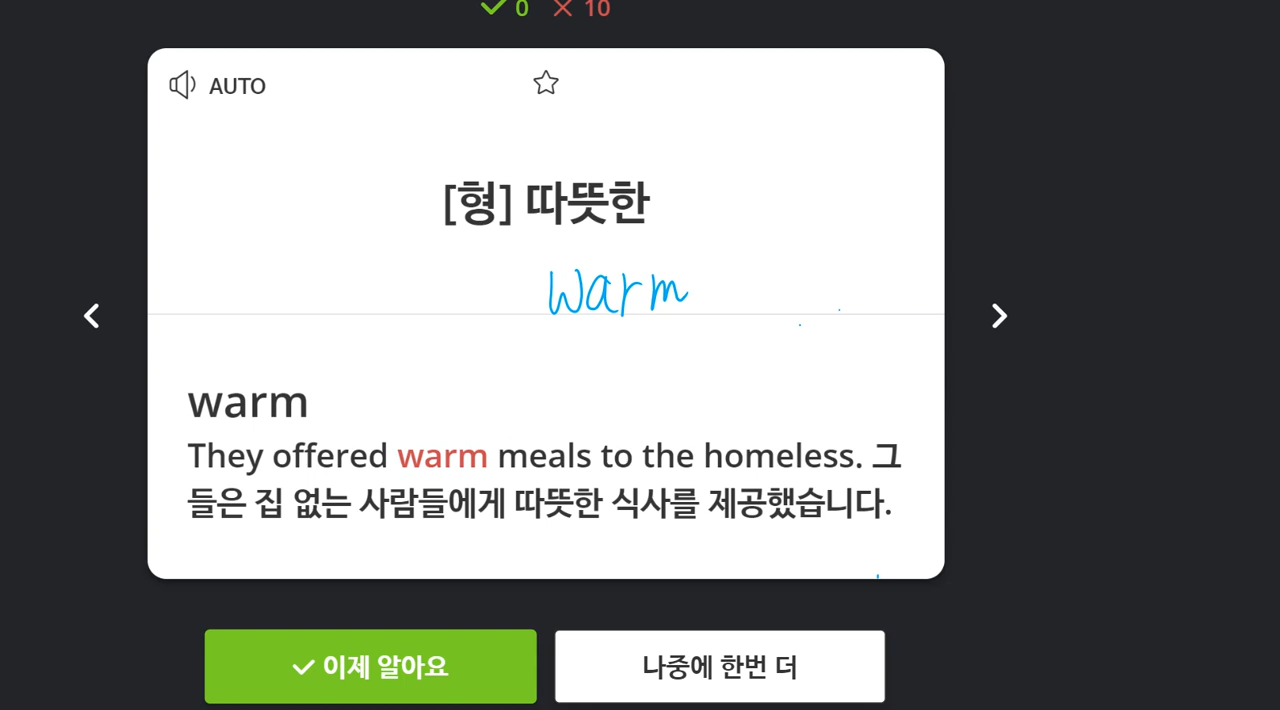 0 10
AUTO
[형] 따뜻한
warm
warm
They offered warm meals to the homeless. 그
들은 집 없는 사람들에게 따뜻한 식사를 제공했습니다.
이제 알아요 나중에 한번 더